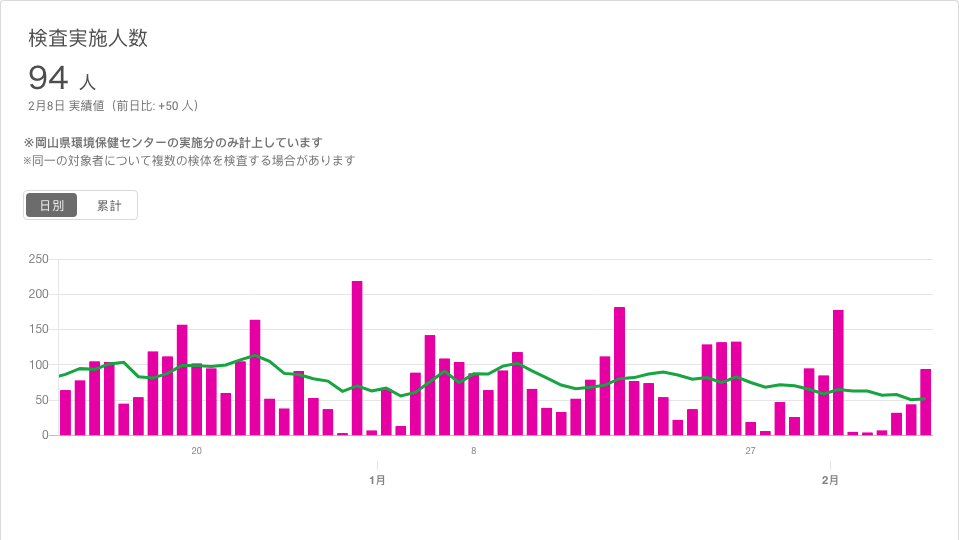 検査実施人数
94 人
2月8日 実績値（前日比: +50 人）
※岡山県環境保健センターの実施分のみ計上しています
※同一の対象者について複数の検体を検査する場合があります
日別 累計
250
200
150
100
50
0
20 8 27
1月 2月